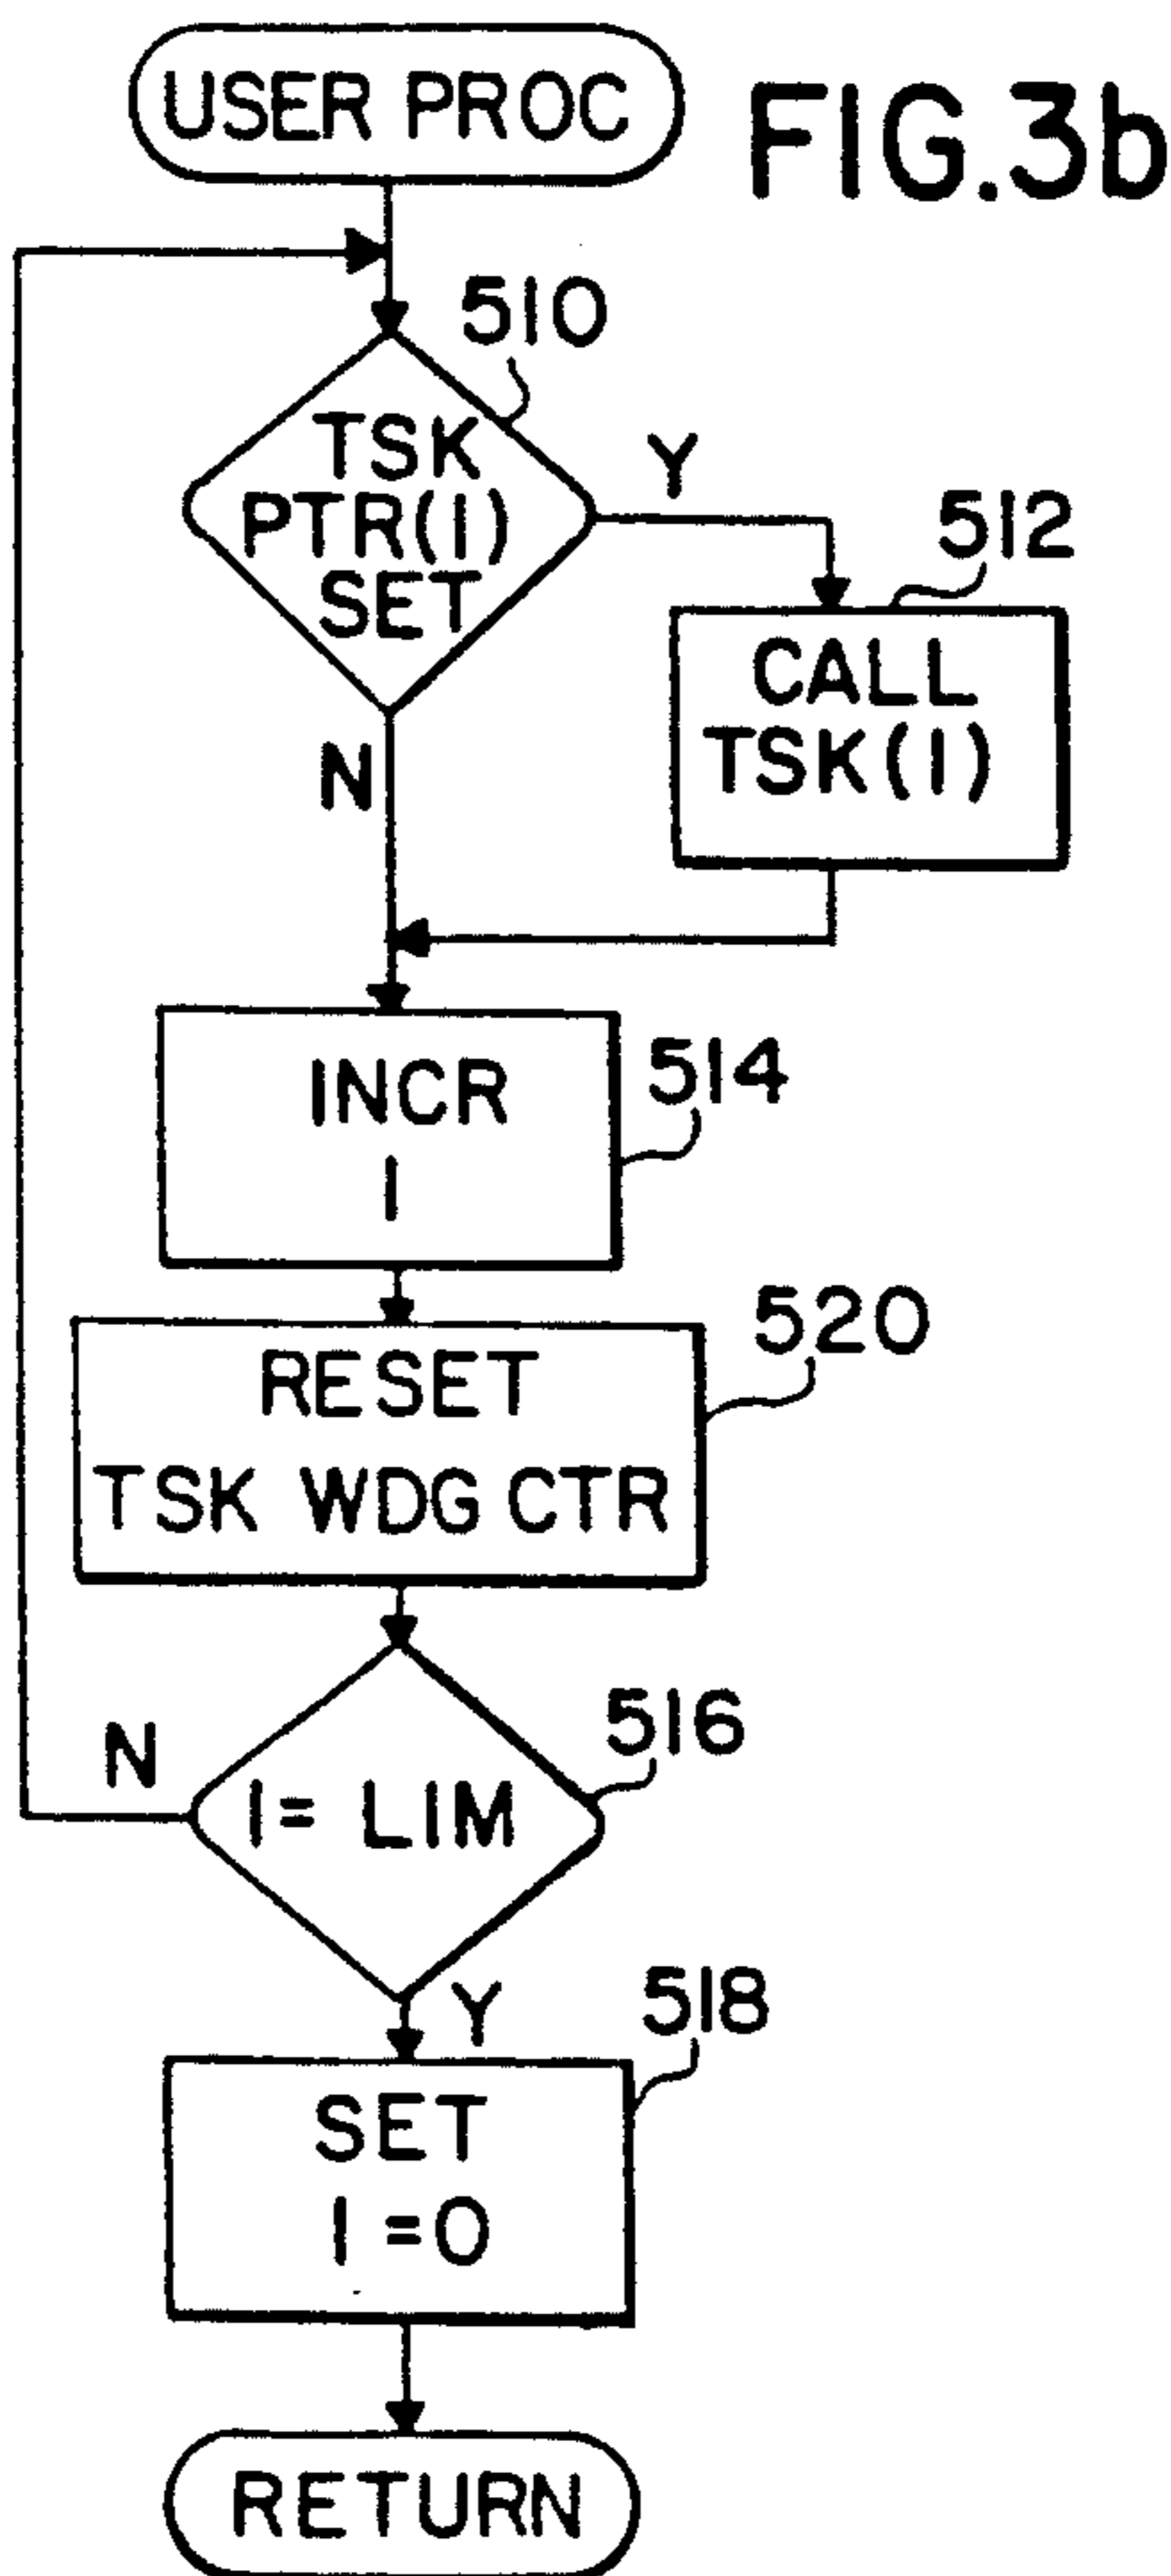 USER PROC
FIG.3b
510
TSK
PTR(I)
SET
Y
512
CALL
TSK(I)
N
INCR
I
514
RESET
TSK WDG CTR
520
N
I= LIM
516
Y
SET
I =0
518
RETURN